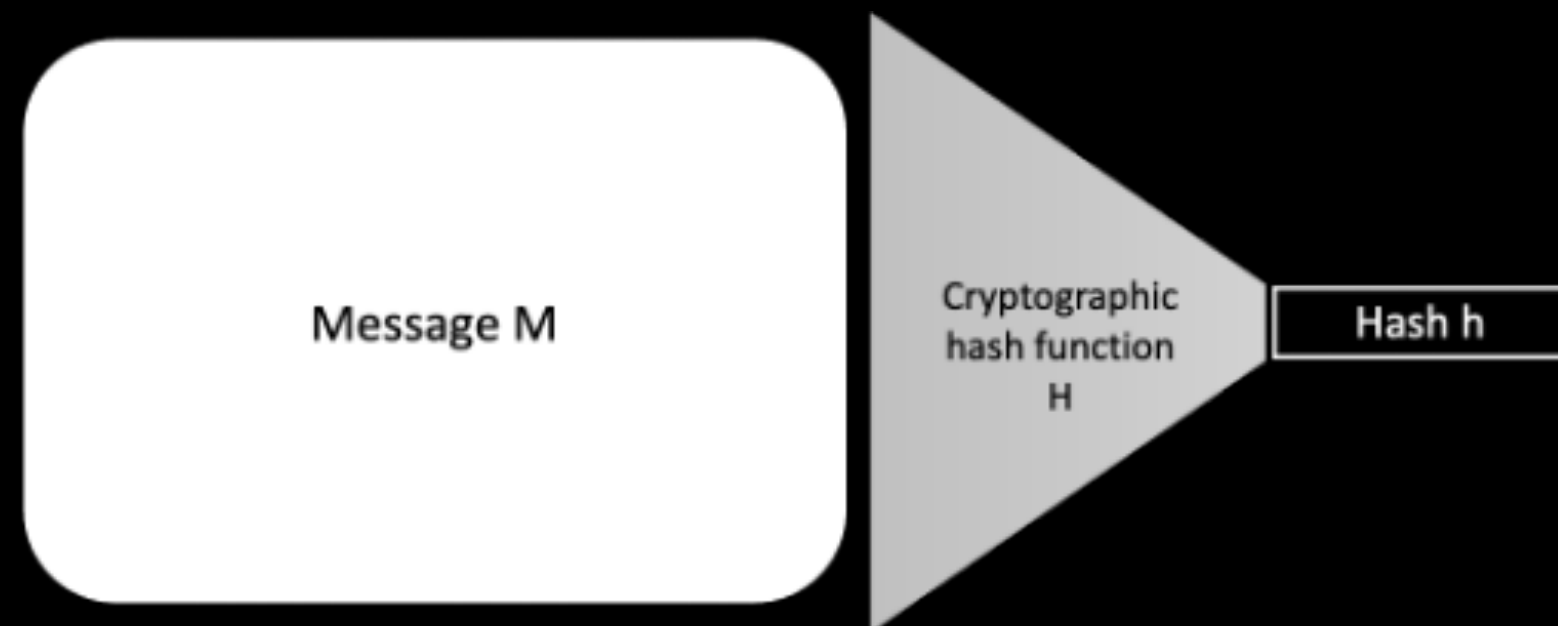 Message M
Cryptographic
hash function
H
Hash h